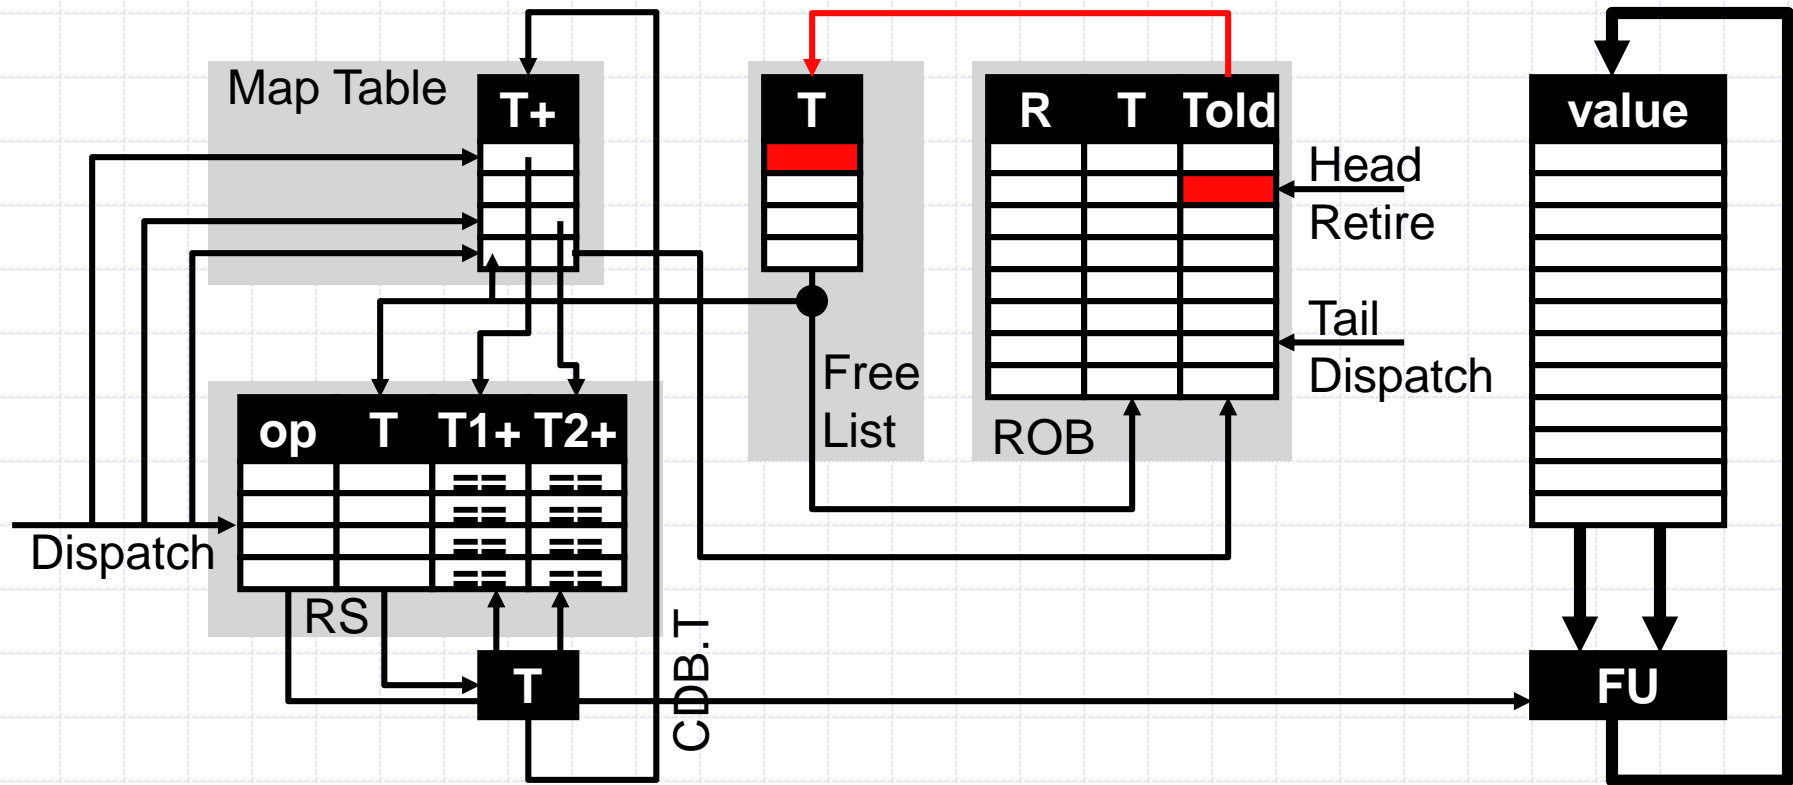 Map Table
T+
T
R T Told
value
Head
Retire
Tail
Dispatch
Free
List
ROB
op T T1+ T2+
== ==
== ==
== ==
== ==
Dispatch
RS
T
CDB.T
FU